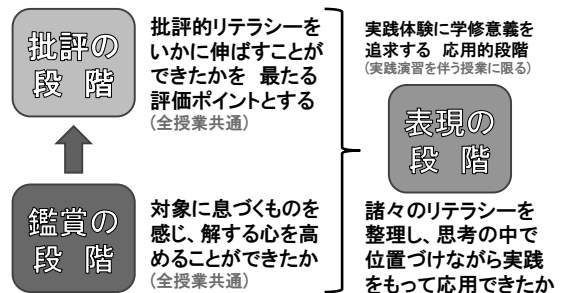 批評の
段 階
批評的リテラシーを
いかに伸ばすことが
できたかを 最たる
評価ポイントとする
(全授業共通)
鑑賞の
段 階
対象に息づくものを
感じ、解する心を高
めることができたか
(全授業共通)
実践体験に学修意義を
追求する 応用的段階
(実践演習を伴う授業に限る)
表現の
段 階
諸々のリテラシーを
整理し、思考の中で
位置づけながら実践
をもって応用できたか